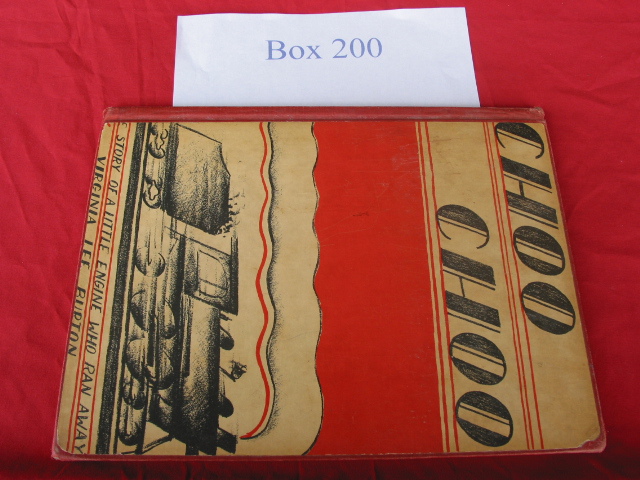 Box 200
CHOO
CHOO
STORY OF A LITTLE ENGINE WHO RAN AWAY
VIRGINIA LEE BURTON